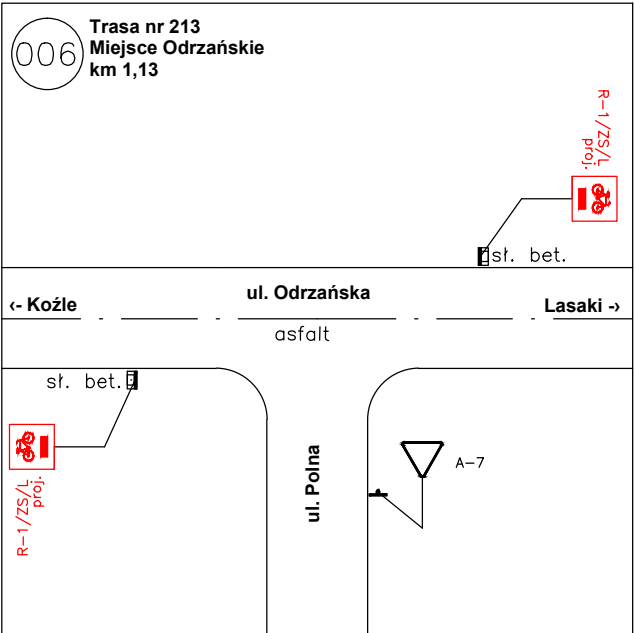 006
Trasa nr 213
Miejsce Odrzańskie
km 1,13
R-1/ZS/L
proj.
sł. bet.
ul. Odrzańska
<- Koźle
Lasaki ->
asfalt
sł. bet.
R-1/ZS/L
proj.
ul. Polna
A-7